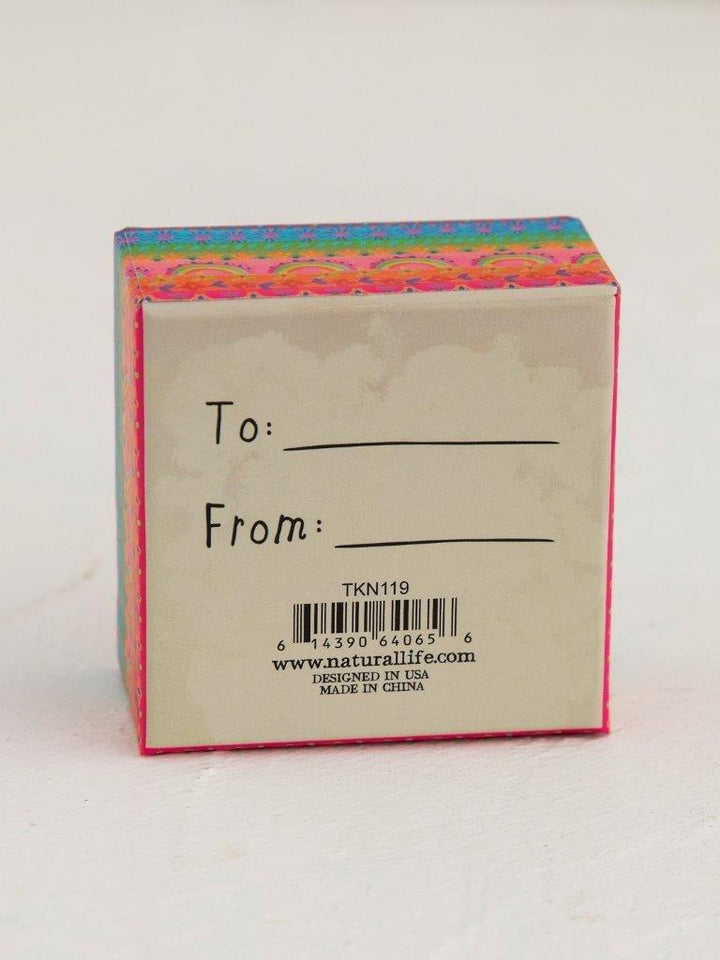 To:
From:
TKN119
6 14390 64065 6
www.naturallife.com
DESIGNED IN USA
MADE IN CHINA